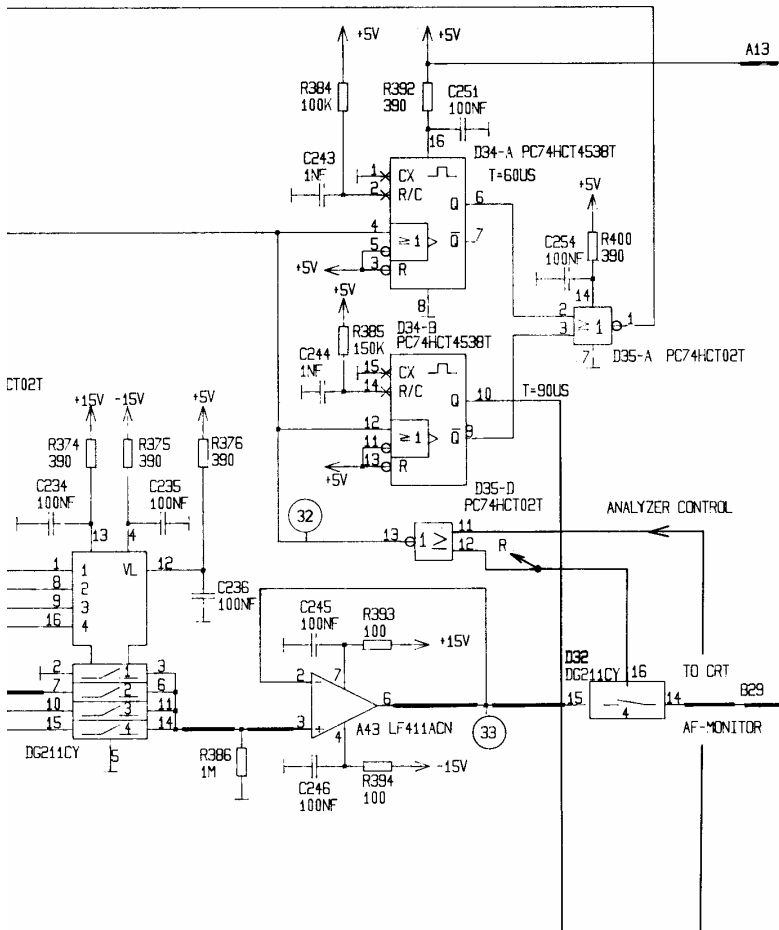 +5V
+5V
A13
R384
100K
R392
390
C251
100NF
16
D34-A PC74HCT4538T
T=60US
C243
1NF
1
CX
2
R/C
Q
6
4
≥1
Q
7
5
3
R
+5V
8
+5V
C254
100NF
R400
390
14
2
3
≥1
1
7
D35-A PC74HCT02T
+5V
R385
150K
D34-B
PC74HCT4538T
C244
1NF
15
CX
14
R/C
Q
10
T=90US
12
≥1
Q
9
11
13
R
+5V
CT02T
+15V
-15V
+5V
R374
390
R375
390
R376
390
C234
100NF
C235
100NF
13
4
1
1
VL
12
8
2
9
3
16
4
C236
100NF
2
1
3
7
2
6
10
3
11
15
4
14
DG211CY
5
32
D35-D
PC74HCT02T
13
1 ≥
11
12
R
ANALYZER CONTROL
C245
100NF
R393
100
+15V
2
7
6
3
+
4
A43 LF411ACN
33
R386
1M
C246
100NF
R394
100
-15V
D32
DG211CY
16
15
4
14
TO CRT
B29
AF-MONITOR